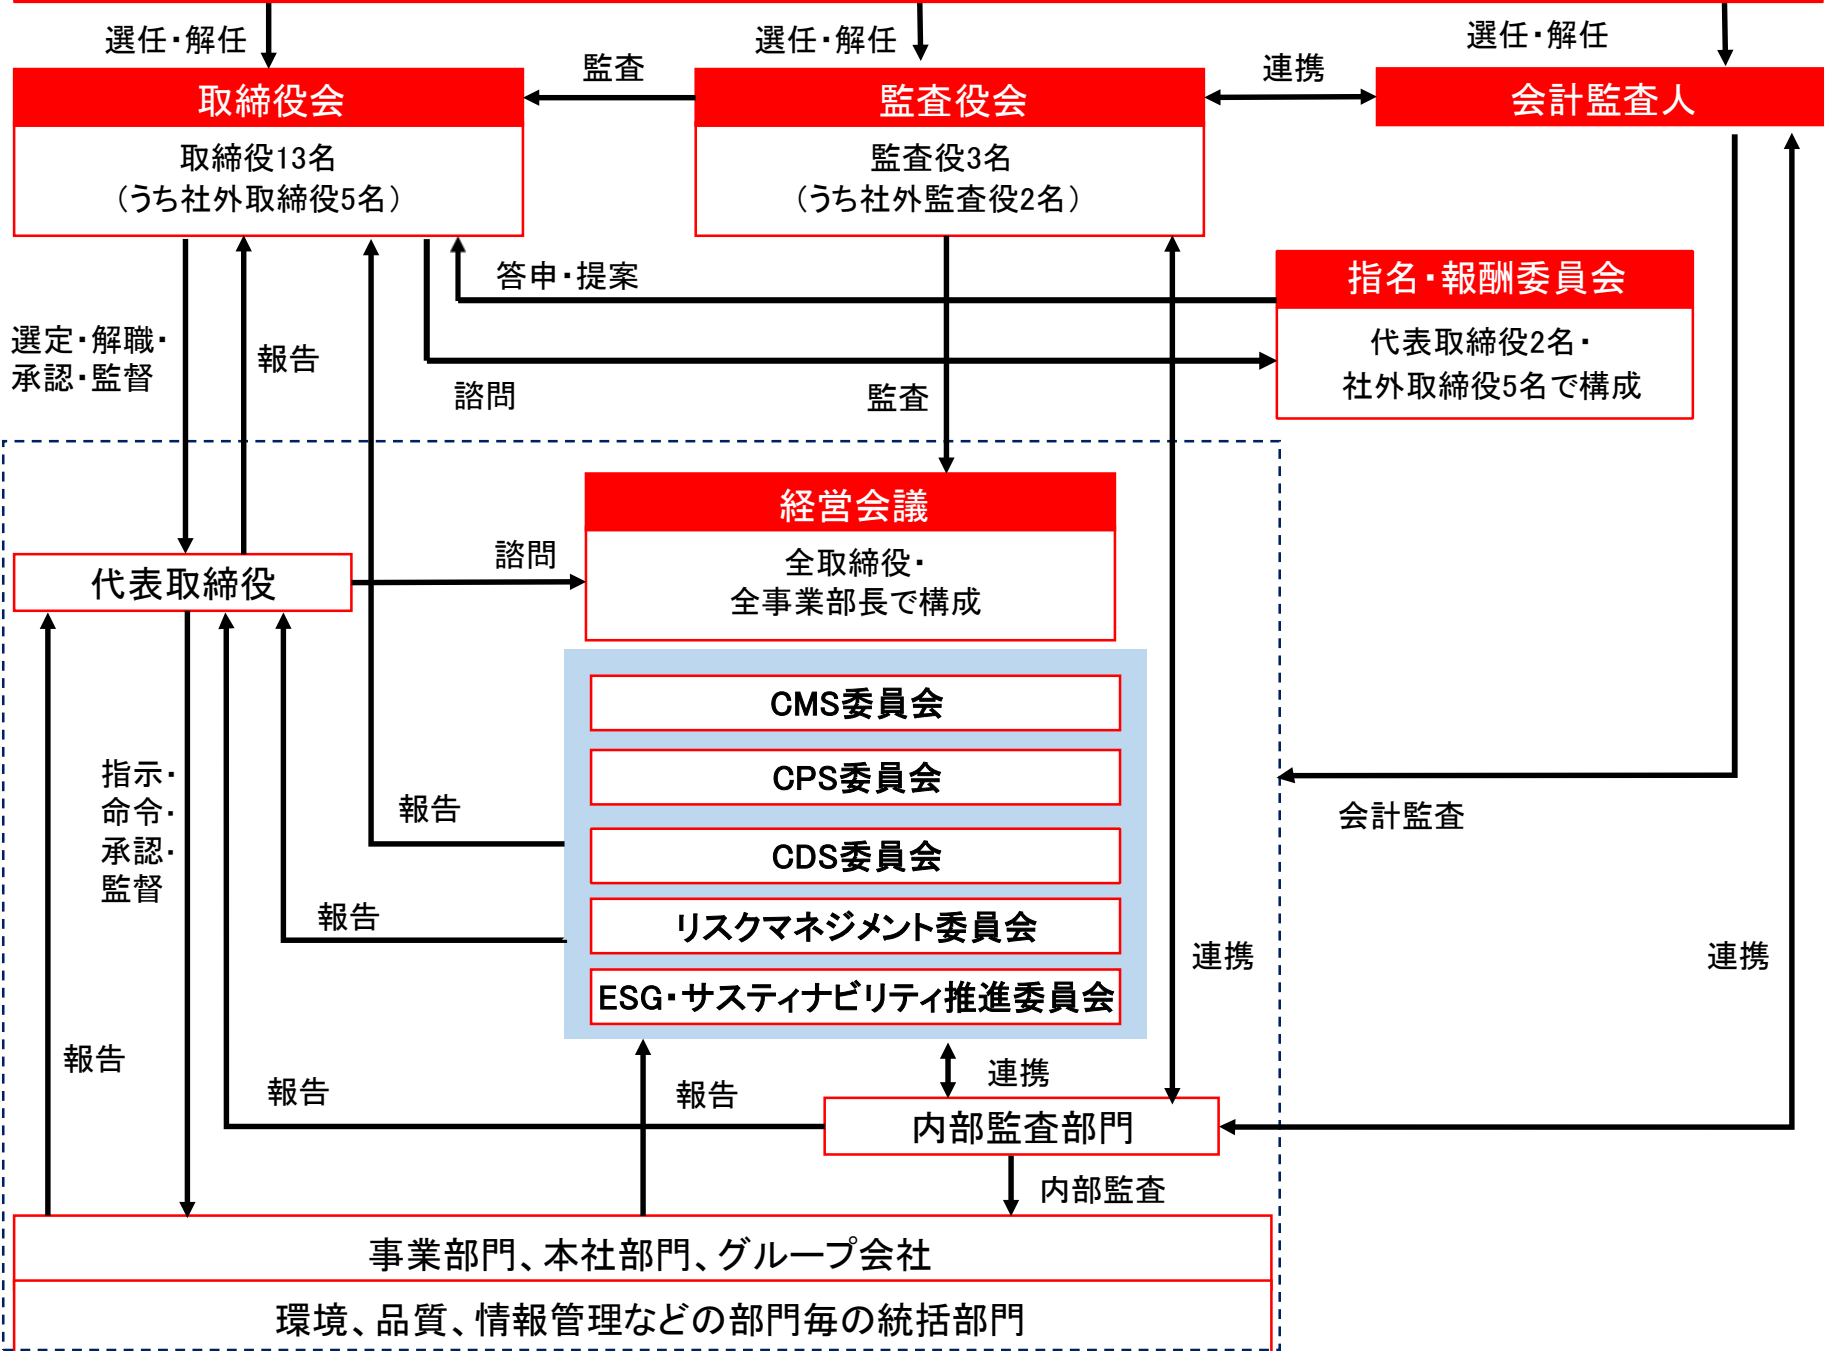 選任・解任
選任・解任
選任・解任
監査
連携
取締役会
監査役会
会計監査人
取締役13名
（うち社外取締役5名）
監査役3名
（うち社外監査役2名）
答申・提案
指名・報酬委員会
代表取締役2名・
社外取締役5名で構成
選定・解職・
承認・監督
報告
諮問
監査
経営会議
全取締役・
全事業部長で構成
諮問
代表取締役
CMS委員会
CPS委員会
CDS委員会
リスクマネジメント委員会
ESG・サスティナビリティ推進委員会
指示・
命令・
承認・
監督
報告
報告
会計監査
連携
連携
報告
報告
報告
連携
内部監査部門
内部監査
事業部門、本社部門、グループ会社
環境、品質、情報管理などの部門毎の統括部門